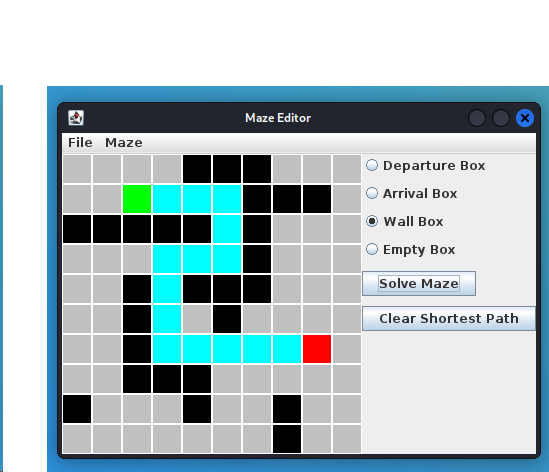 Maze Editor
File Maze
Departure Box
Arrival Box
Wall Box
Empty Box
Solve Maze
Clear Shortest Path